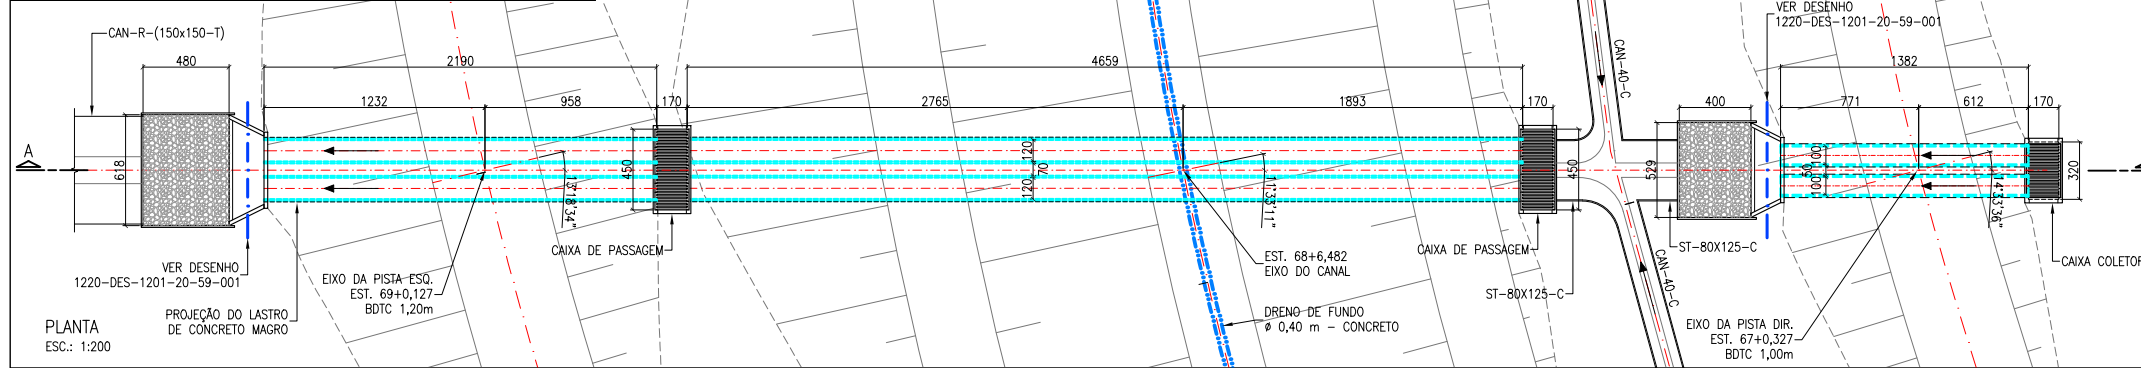 CAN-R-(150x150-T)
480
2190
4659
VER DESENHO
1220-DES-1201-20-59-001
1382
1232
958
170
2765
1893
170
400
771
612
170
CAN-40-C
A
618
450
120
70
120
450
529
100
50
100
320
13°18'34"
11°33'11"
14°33'36"
CAIXA DE PASSAGEM
CAIXA DE PASSAGEM
ST-80X125-C
CAIXA COLETOR
VER DESENHO
1220-DES-1201-20-59-001
EIXO DA PISTA ESQ.
EST. 69+0,127
BDTC 1,20m
EST. 68+6,482
EIXO DO CANAL
CAN-40-C
ST-80X125-C
PROJEÇÃO DO LASTRO
DE CONCRETO MAGRO
DRENO DE FUNDO
ø 0,40 m - CONCRETO
EIXO DA PISTA DIR.
EST. 67+0,327
BDTC 1,00m
PLANTA
ESC.: 1:200